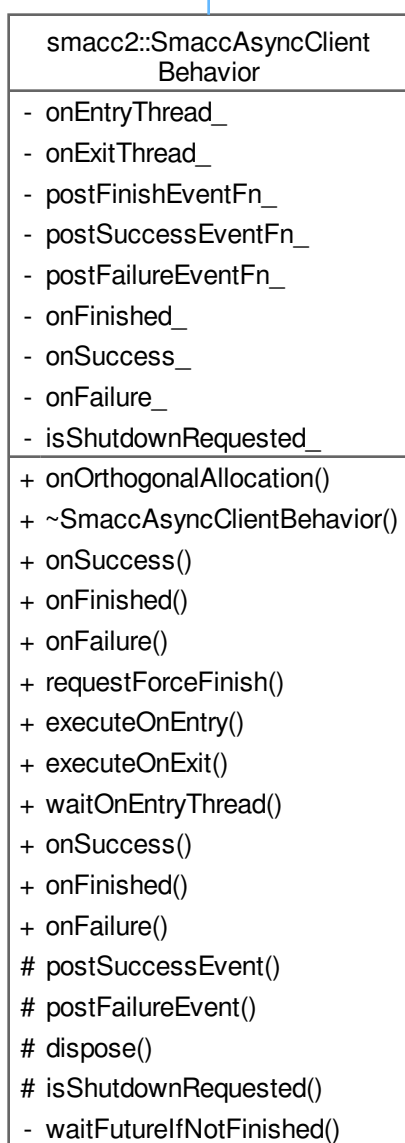 smacc2::SmaccAsyncClient
Behavior
- onEntryThread_
- onExitThread_
- postFinishEventFn_
- postSuccessEventFn_
- postFailureEventFn_
- onFinished_
- onSuccess_
- onFailure_
- isShutdownRequested_
+ onOrthogonalAllocation()
+ ~SmaccAsyncClientBehavior()
+ onSuccess()
+ onFinished()
+ onFailure()
+ requestForceFinish()
+ executeOnEntry()
+ executeOnExit()
+ waitOnEntryThread()
+ onSuccess()
+ onFinished()
+ onFailure()
# postSuccessEvent()
# postFailureEvent()
# dispose()
# isShutdownRequested()
- waitFutureIfNotFinished()